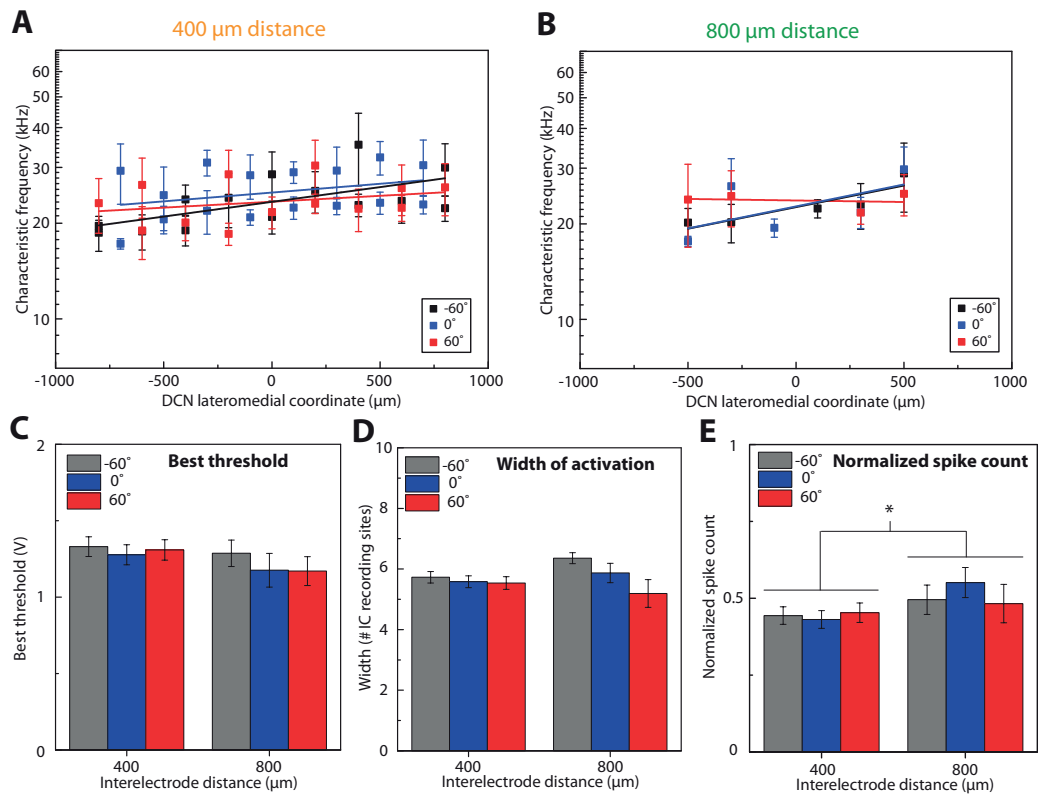 A
400 µm distance
Characteristic frequency (kHz)
60
50
40
30
20
10
-1000
-500
0
500
1000
DCN lateromedial coordinate (µm)
-60°
0°
60°
B
800 µm distance
Characteristic frequency (kHz)
60
50
40
30
20
10
-1000
-500
0
500
1000
DCN lateromedial coordinate (µm)
-60°
0°
60°
C
Best threshold
-60°
0°
60°
Best threshold (V)
2
1
0
400
800
Interelectrode distance (µm)
D
Width of activation
-60°
0°
60°
Width (# IC recording sites)
10
8
6
4
2
0
400
800
Interelectrode distance (µm)
E
Normalized spike count
-60°
0°
60°
*
Normalized spike count
1
0.5
0
400
800
Interelectrode distance (µm)